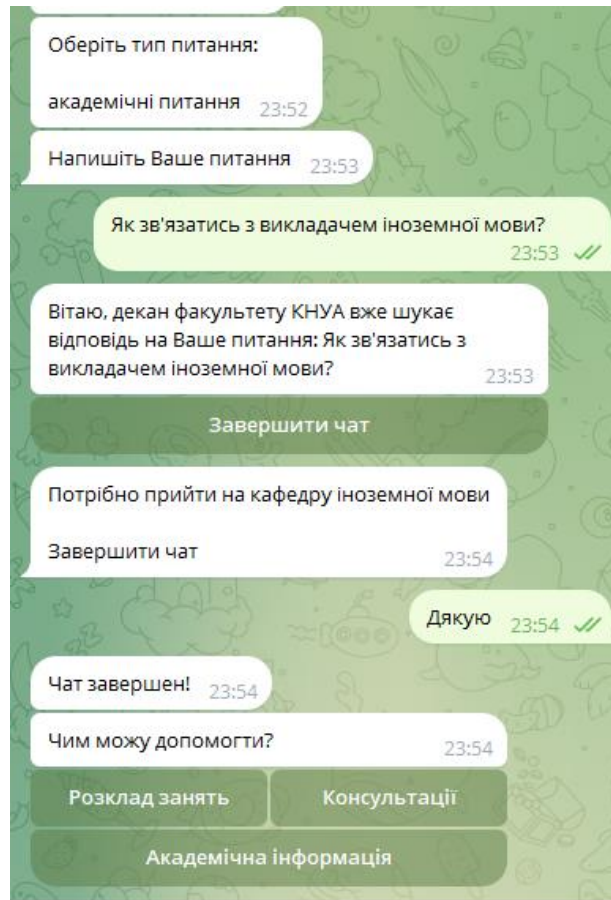 Оберіть тип питання:
академічні питання 23:52
Напишіть Ваше питання 23:53
Як зв'язатись з викладачем іноземної мови?
23:53
Вітаю, декан факультету КНУА вже шукає
відповідь на Ваше питання: Як зв'язатись з
викладачем іноземної мови? 23:53
Завершити чат
Потрібно прийти на кафедру іноземної мови
Завершити чат 23:54
Дякую 23:54
Чат завершен! 23:54
Чим можу допомогти? 23:54
Розклад занять Консультації
Академічна інформація